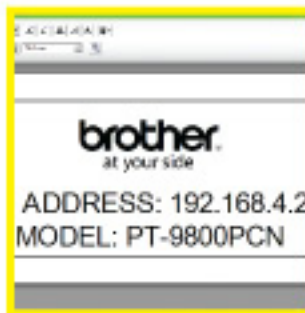 brother
at your side
ADDRESS: 192.168.4.2
MODEL: PT-9800PCN